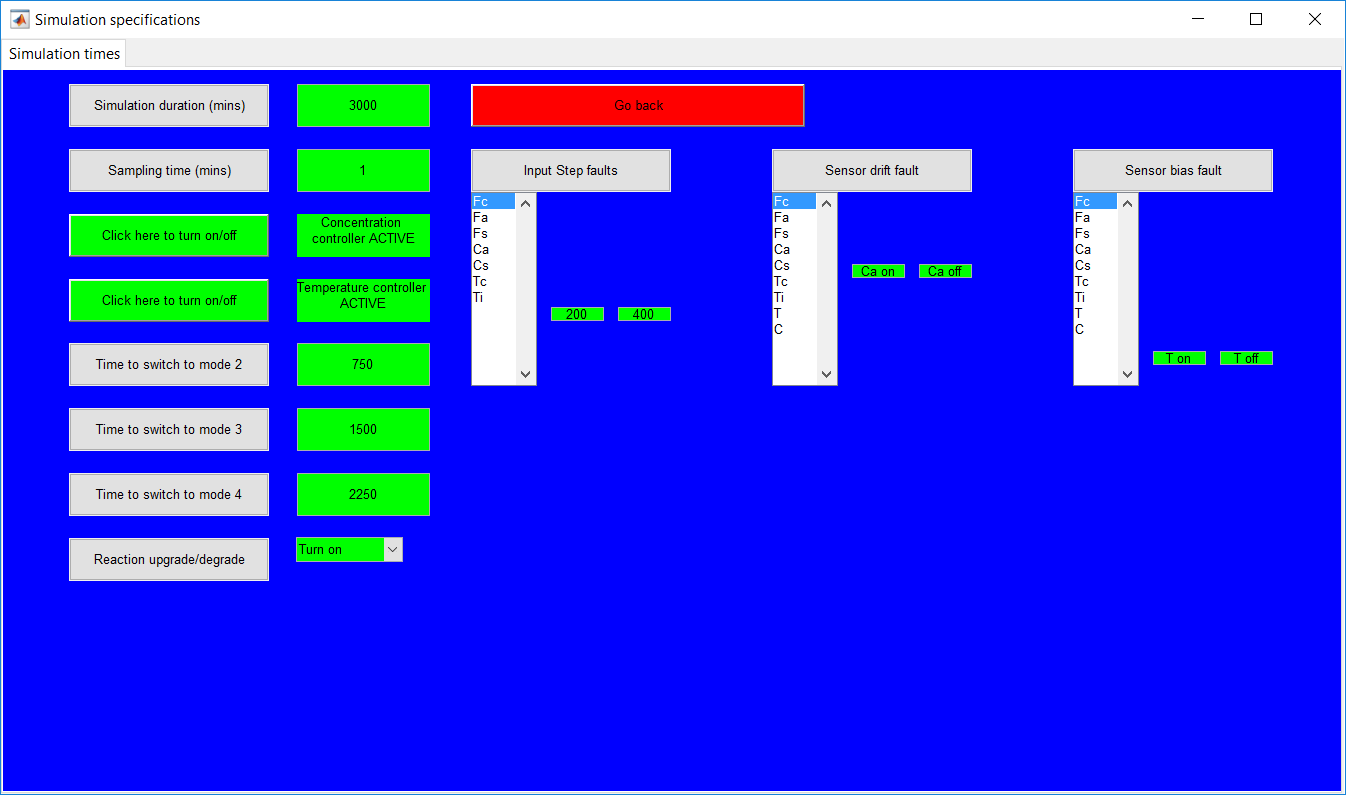 Simulation specifications
Simulation times
Simulation duration (mins)
3000
Go back
Sampling time (mins)
1
Input Step faults
Sensor drift fault
Sensor bias fault
Click here to turn on/off
Concentration
controller ACTIVE
Click here to turn on/off
Temperature controller
ACTIVE
Time to switch to mode 2
750
Time to switch to mode 3
1500
Time to switch to mode 4
2250
Reaction upgrade/degrade
Turn on
Fc
Fa
Fs
Ca
Cs
Tc
Ti
200
400
Fc
Fa
Fs
Ca
Cs
Tc
Ti
T
C
Ca on
Ca off
Fc
Fa
Fs
Ca
Cs
Tc
Ti
T
C
T on
T off